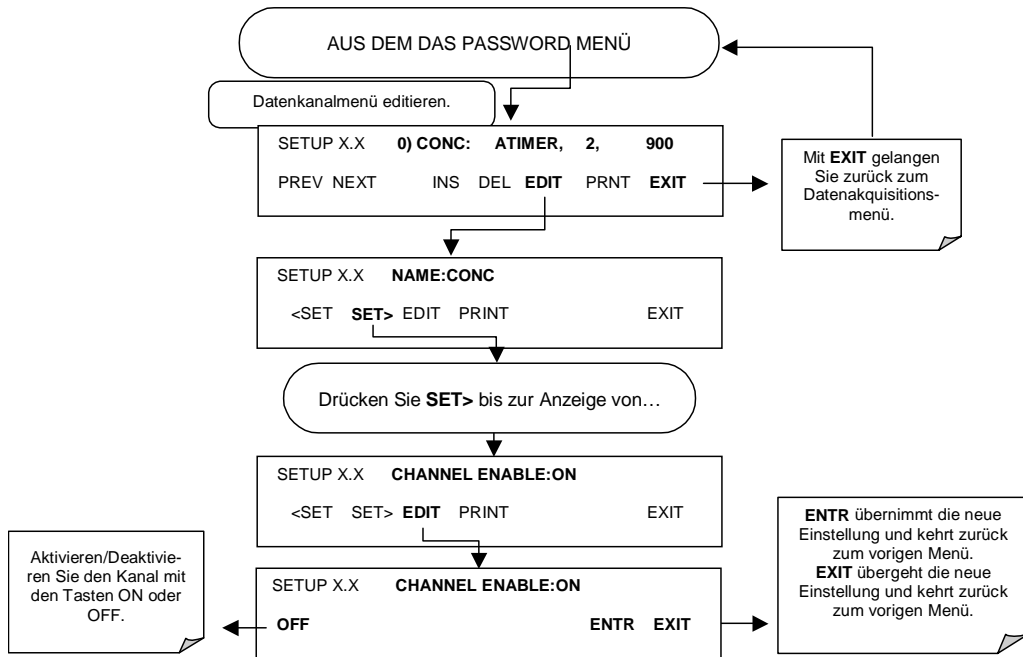 AUS DEM DAS PASSWORD MENÜ
Datenkanalmenü editieren.
SETUP X.X 0) CONC: ATIMER, 2, 900
PREV NEXT INS DEL EDIT PRNT EXIT
Mit EXIT gelangen
Sie zurück zum
Datenakquisitions-
menü.
SETUP X.X NAME:CONC
<SET SET> EDIT PRINT EXIT
Drücken Sie SET> bis zur Anzeige von…
SETUP X.X CHANNEL ENABLE:ON
<SET SET> EDIT PRINT EXIT
Aktivieren/Deaktivie-
ren Sie den Kanal mit
den Tasten ON oder
OFF.
SETUP X.X CHANNEL ENABLE:ON
OFF ENTR EXIT
ENTR übernimmt die neue
Einstellung und kehrt zurück
zum vorigen Menü.
EXIT übergeht die neue
Einstellung und kehrt zurück
zum vorigen Menü.